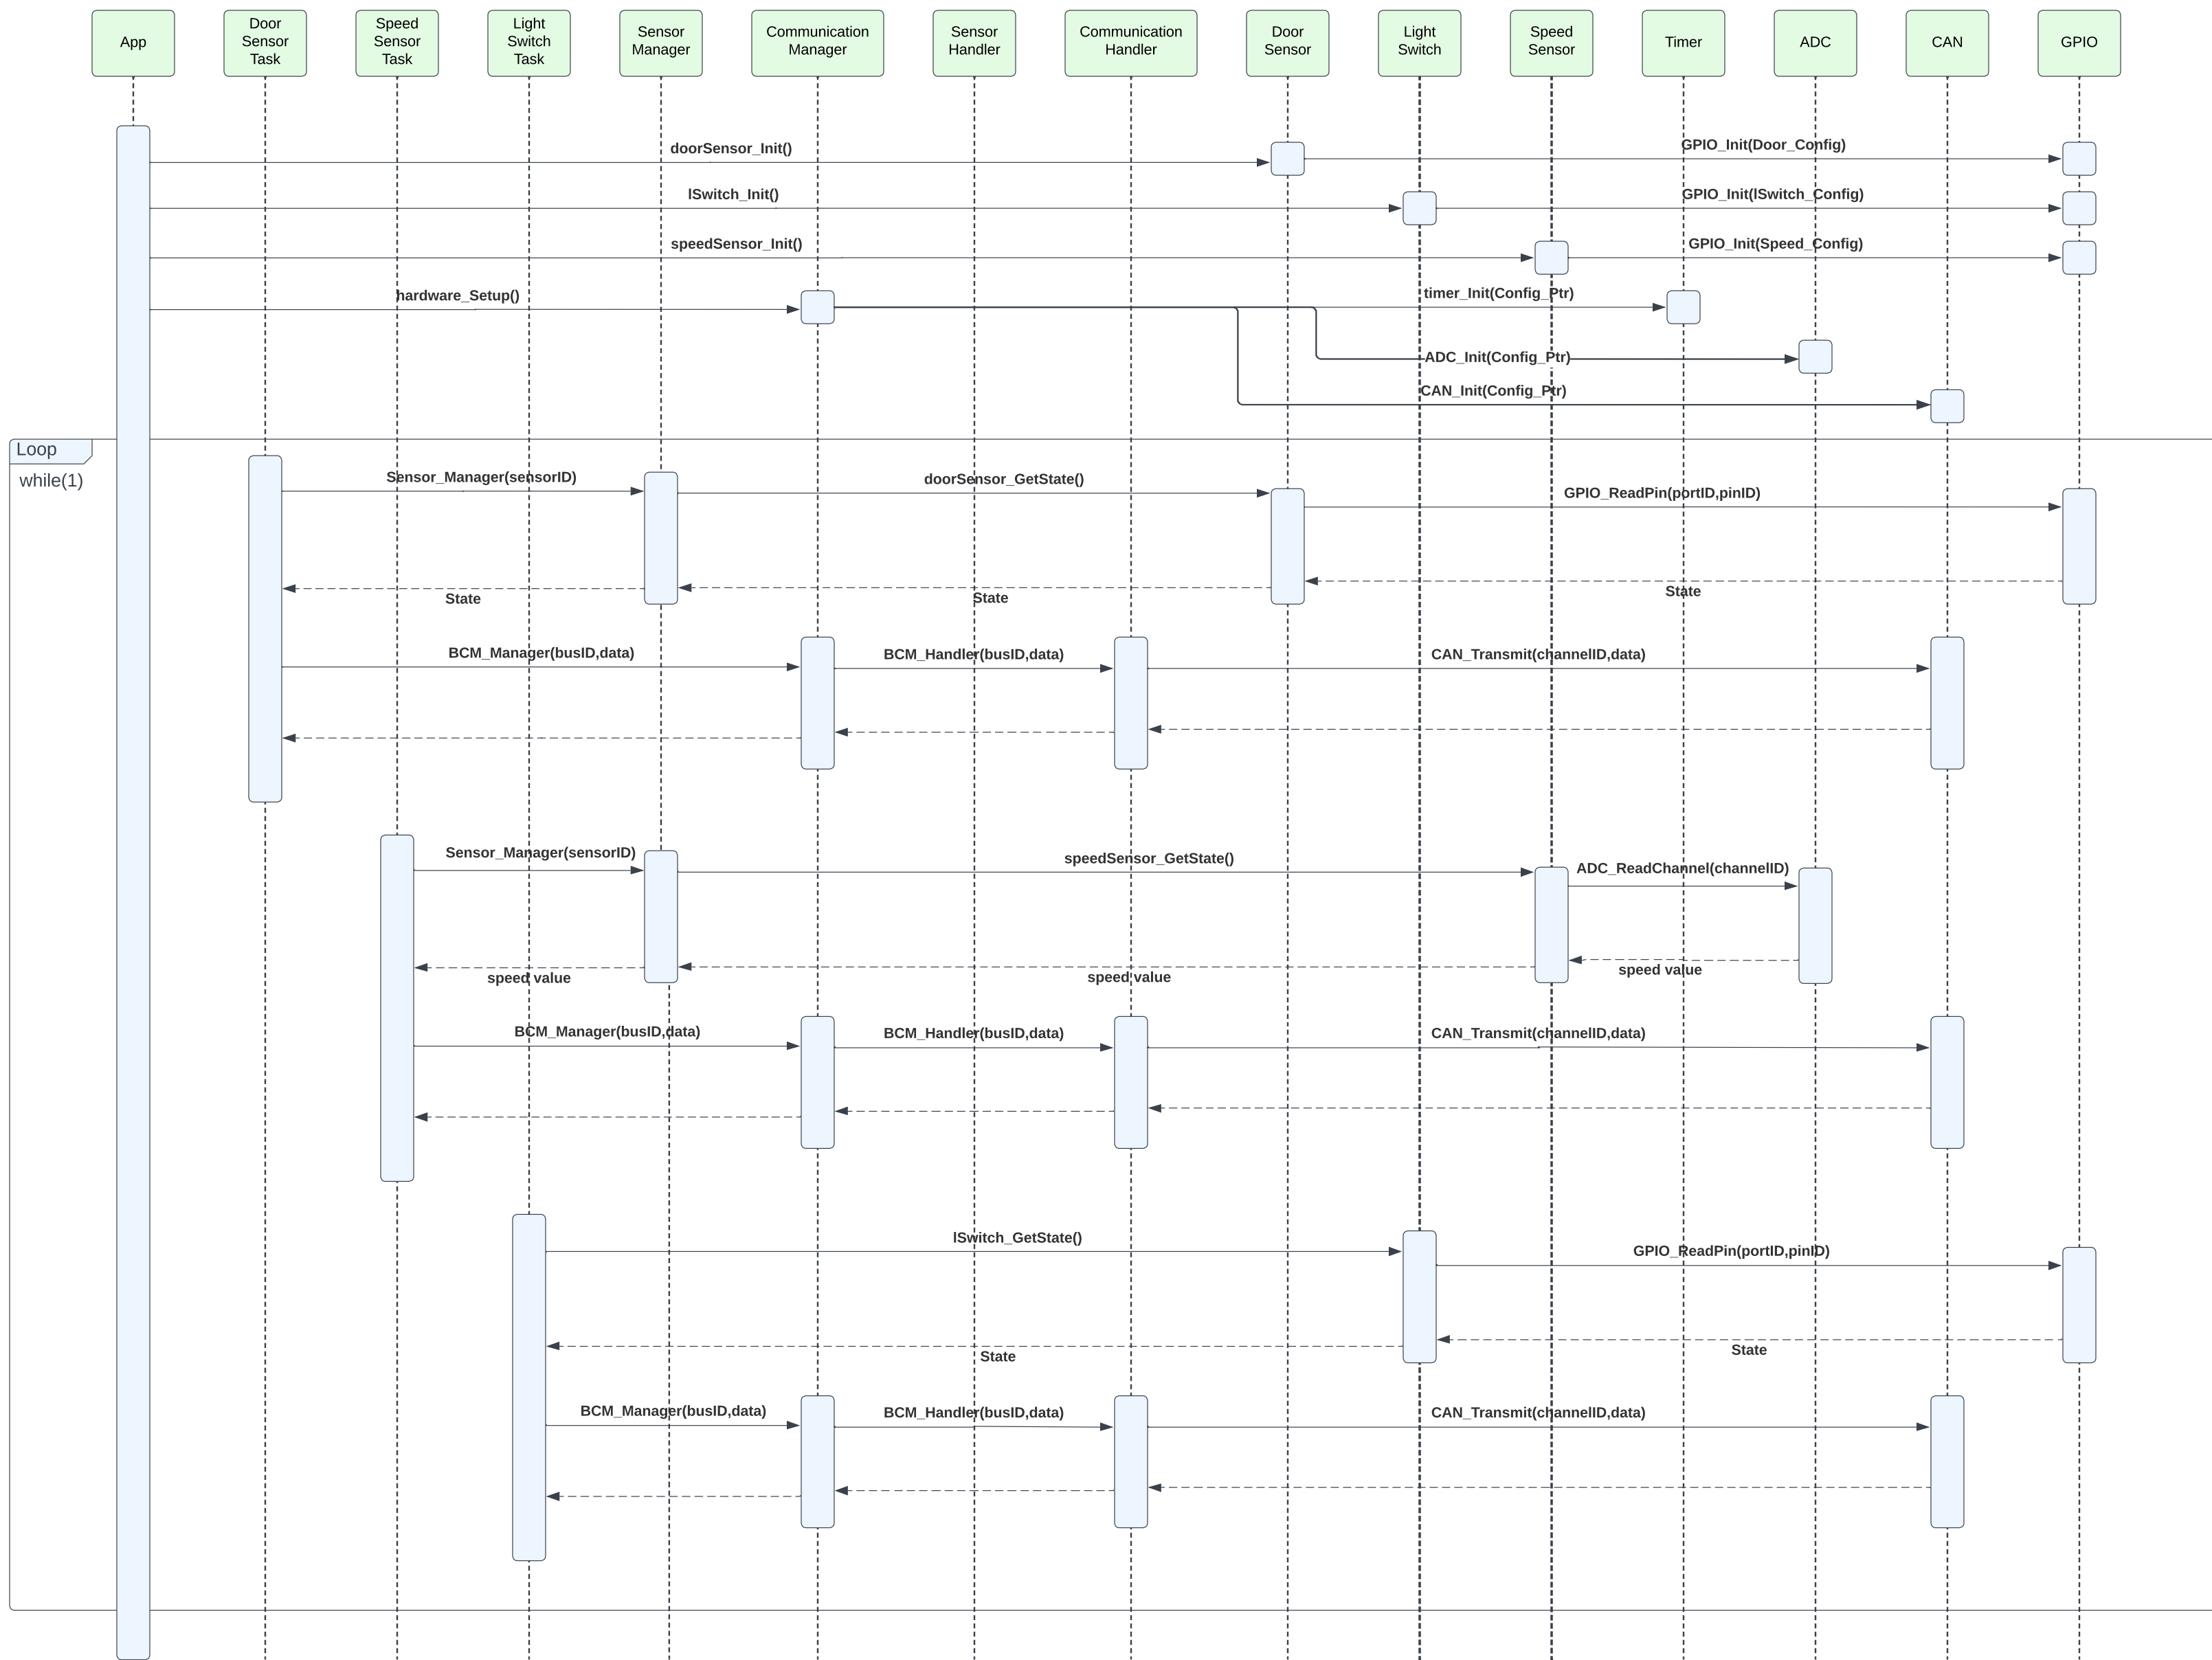 App
Door
Sensor
Task
Speed
Sensor
Task
Light
Switch
Task
Sensor
Manager
Communication
Manager
Sensor
Handler
Communication
Handler
Door
Sensor
Light
Switch
Speed
Sensor
Timer
ADC
CAN
GPIO
doorSensor_Init()
GPIO_Init(Door_Config)
lSwitch_Init()
GPIO_Init(lSwitch_Config)
speedSensor_Init()
GPIO_Init(Speed_Config)
hardware_Setup()
timer_Init(Config_Ptr)
ADC_Init(Config_Ptr)
CAN_Init(Config_Ptr)
Loop
while(1)
Sensor_Manager(sensorID)
doorSensor_GetState()
GPIO_ReadPin(portID,pinID)
State
State
State
BCM_Manager(busID,data)
BCM_Handler(busID,data)
CAN_Transmit(channelID,data)
Sensor_Manager(sensorID)
speedSensor_GetState()
ADC_ReadChannel(channelID)
speed value
speed value
speed value
BCM_Manager(busID,data)
BCM_Handler(busID,data)
CAN_Transmit(channelID,data)
lSwitch_GetState()
GPIO_ReadPin(portID,pinID)
State
State
BCM_Manager(busID,data)
BCM_Handler(busID,data)
CAN_Transmit(channelID,data)